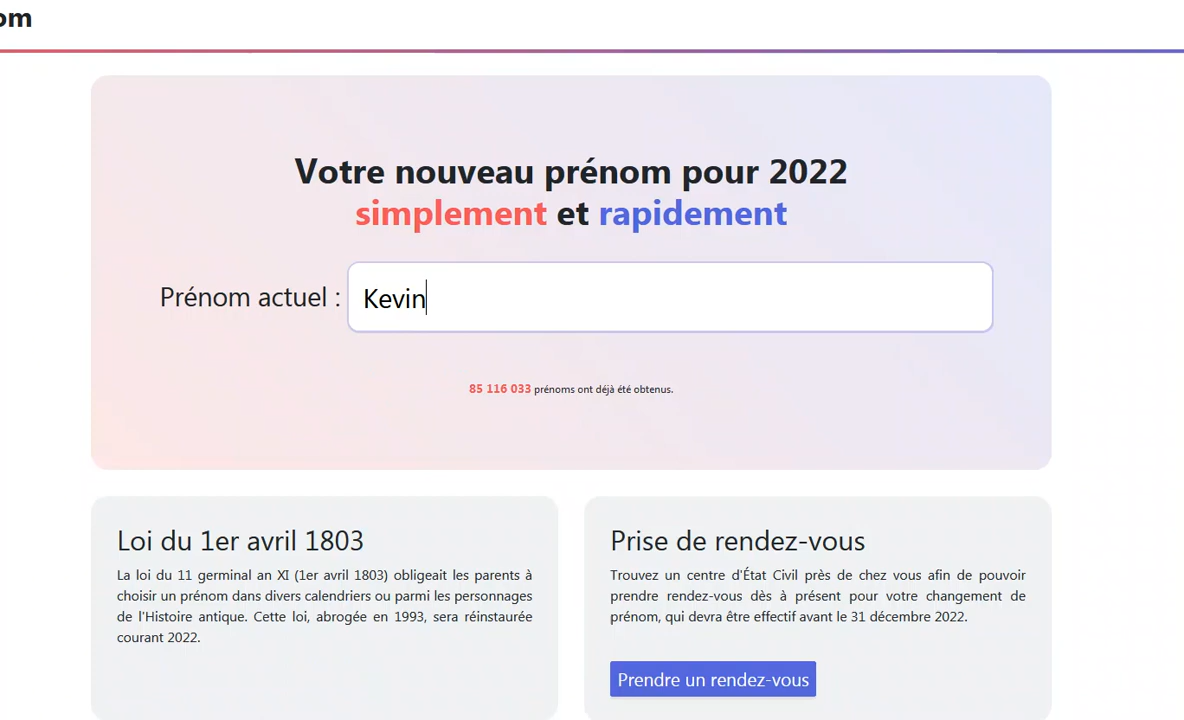 om
Votre nouveau prénom pour 2022
simplement et rapidement
Prénom actuel : Kevin
85 116 033 prénoms ont déjà été obtenus.
Loi du 1er avril 1803
La loi du 11 germinal an XI (1er avril 1803) obligeait les parents à
choisir un prénom dans divers calendriers ou parmi les personnages
de l'Histoire antique. Cette loi, abrogée en 1993, sera réinstaurée
courant 2022.
Prise de rendez-vous
Trouvez un centre d'État Civil près de chez vous afin de pouvoir
prendre rendez-vous dès à présent pour votre changement de
prénom, qui devra être effectif avant le 31 décembre 2022.
Prendre un rendez-vous